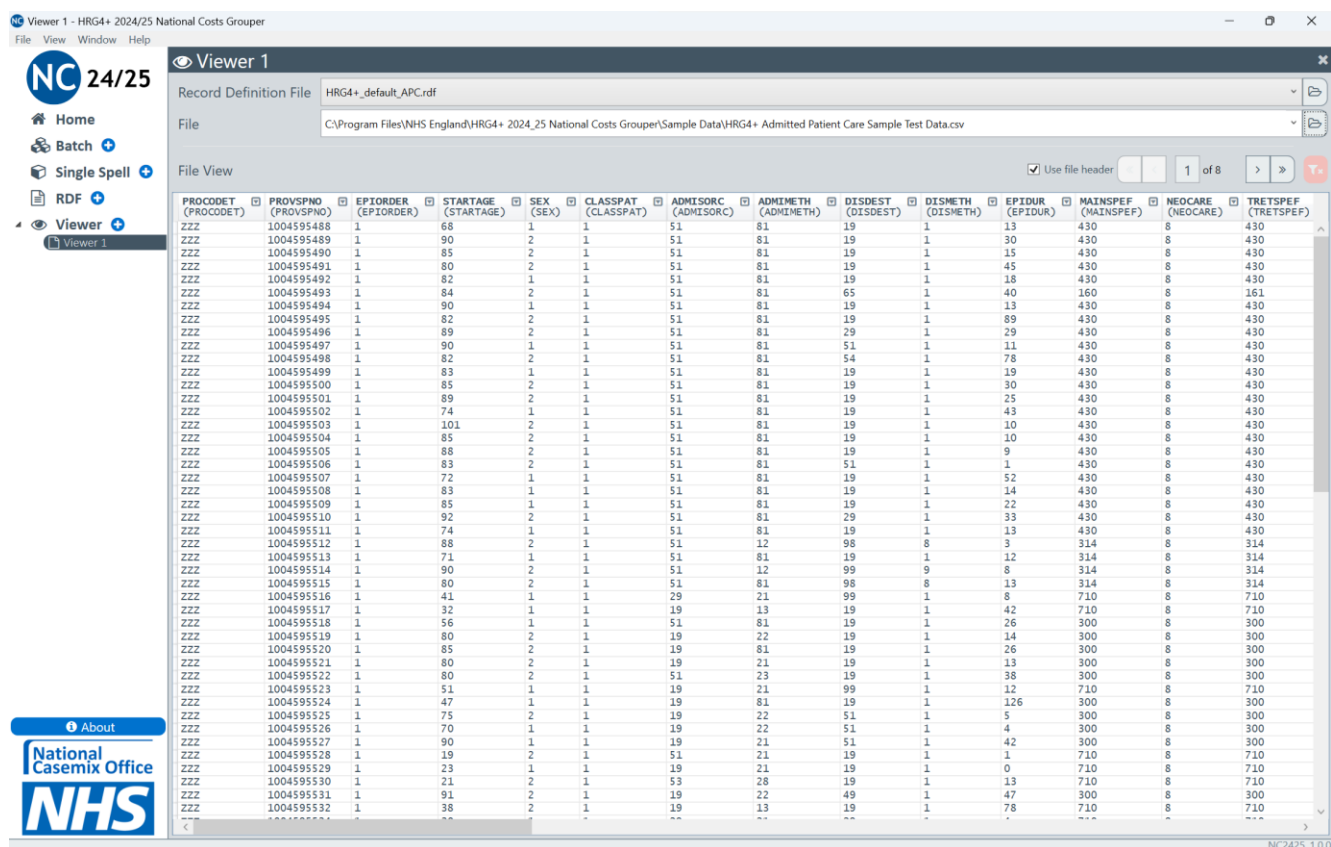 Viewer 1 - HRG4+ 2024/25 National Costs Grouper
File View Window Help
NC 24/25
Home
Batch
Single Spell
RDF
Viewer
Viewer 1
About
National
Casemix Office
NHS
Viewer 1
Record Definition File HRG4+_default_APC.rdf
File C:\Program Files\NHS England\HRG4+ 2024_25 National Costs Grouper\Sample Data\HRG4+ Admitted Patient Care Sample Test Data.csv
File View Use file header 1 of 8
PROCODET PROVSPNO EPIORDER STARTAGE SEX CLASSPAT ADMISORC ADMIMETH DISDEST DISMETH EPIDUR MAINSPEF NEOCARE TRETSPEF
(PROCODET) (PROVSPNO) (EPIORDER) (STARTAGE) (SEX) (CLASSPAT) (ADMISORC) (ADMIMETH) (DISDEST) (DISMETH) (EPIDUR) (MAINSPEF) (NEOCARE) (TRETSPEF)
ZZZ 1004595488 1 68 1 1 51 81 19 1 13 430 8 430
ZZZ 1004595489 1 90 2 1 51 81 19 1 30 430 8 430
ZZZ 1004595490 1 85 2 1 51 81 19 1 15 430 8 430
ZZZ 1004595491 1 80 2 1 51 81 19 1 45 430 8 430
ZZZ 1004595492 1 82 1 1 51 81 19 1 18 430 8 430
ZZZ 1004595493 1 84 2 1 51 81 65 1 40 160 8 161
ZZZ 1004595494 1 90 1 1 51 81 19 1 13 430 8 430
ZZZ 1004595495 1 82 2 1 51 81 19 1 89 430 8 430
ZZZ 1004595496 1 89 2 1 51 81 29 1 29 430 8 430
ZZZ 1004595497 1 90 1 1 51 81 51 1 11 430 8 430
ZZZ 1004595498 1 82 2 1 51 81 54 1 78 430 8 430
ZZZ 1004595499 1 83 1 1 51 81 19 1 19 430 8 430
ZZZ 1004595500 1 85 2 1 51 81 19 1 30 430 8 430
ZZZ 1004595501 1 89 2 1 51 81 19 1 25 430 8 430
ZZZ 1004595502 1 74 1 1 51 81 19 1 43 430 8 430
ZZZ 1004595503 1 101 2 1 51 81 19 1 10 430 8 430
ZZZ 1004595504 1 85 2 1 51 81 19 1 10 430 8 430
ZZZ 1004595505 1 88 2 1 51 81 19 1 9 430 8 430
ZZZ 1004595506 1 83 2 1 51 81 51 1 1 430 8 430
ZZZ 1004595507 1 72 1 1 51 81 19 1 52 430 8 430
ZZZ 1004595508 1 83 1 1 51 81 19 1 14 430 8 430
ZZZ 1004595509 1 85 1 1 51 81 19 1 22 430 8 430
ZZZ 1004595510 1 92 2 1 51 81 29 1 33 430 8 430
ZZZ 1004595511 1 74 1 1 51 81 19 1 13 430 8 430
ZZZ 1004595512 1 88 2 1 51 12 98 8 3 314 8 314
ZZZ 1004595513 1 71 1 1 51 81 19 1 12 314 8 314
ZZZ 1004595514 1 90 2 1 51 12 99 9 8 314 8 314
ZZZ 1004595515 1 80 2 1 51 81 98 8 13 314 8 314
ZZZ 1004595516 1 41 1 1 29 21 99 1 8 710 8 710
ZZZ 1004595517 1 32 1 1 19 13 19 1 42 710 8 710
ZZZ 1004595518 1 56 1 1 51 81 19 1 26 300 8 300
ZZZ 1004595519 1 80 2 1 19 22 19 1 14 300 8 300
ZZZ 1004595520 1 85 2 1 19 81 19 1 26 300 8 300
ZZZ 1004595521 1 80 2 1 19 21 19 1 13 300 8 300
ZZZ 1004595522 1 80 2 1 51 23 19 1 38 300 8 300
ZZZ 1004595523 1 51 1 1 19 21 99 1 12 710 8 710
ZZZ 1004595524 1 47 1 1 19 81 19 1 126 300 8 300
ZZZ 1004595525 1 75 2 1 19 22 51 1 5 300 8 300
ZZZ 1004595526 1 70 1 1 19 22 51 1 4 300 8 300
ZZZ 1004595527 1 90 1 1 19 21 51 1 42 300 8 300
ZZZ 1004595528 1 19 2 1 51 21 19 1 1 710 8 710
ZZZ 1004595529 1 23 1 1 19 21 19 1 0 710 8 710
ZZZ 1004595530 1 21 2 1 53 28 19 1 13 710 8 710
ZZZ 1004595531 1 91 2 1 19 22 49 1 47 300 8 300
ZZZ 1004595532 1 38 2 1 19 13 19 1 78 710 8 710
NC2425_1.0.0